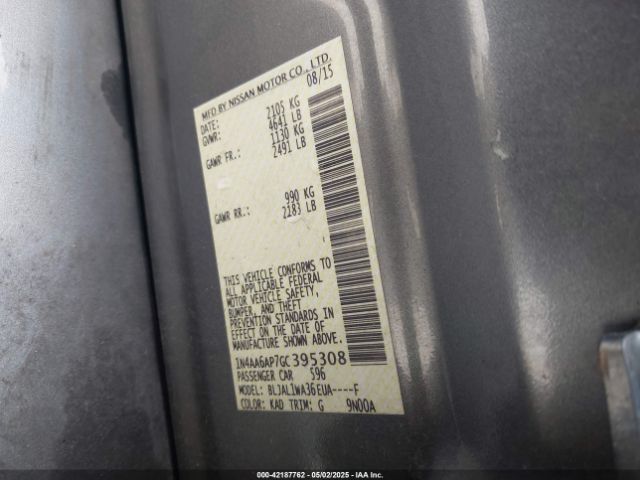 MFD BY NISSAN MOTOR CO., LTD.
DATE: 08/15
GVWR: 2105 KG
4641 LB
GAWR FR.: 1130 KG
2491 LB
GAWR RR.: 990 KG
2183 LB
THIS VEHICLE CONFORMS TO
ALL APPLICABLE FEDERAL
MOTOR VEHICLE SAFETY,
BUMPER, AND THEFT
PREVENTION STANDARDS IN
EFFECT ON THE DATE OF
MANUFACTURE SHOWN ABOVE.
1N4AA6AP7GC395308
PASSENGER CAR 596
MODEL: BLJAL1WA36EUA----F
COLOR: KAD TRIM: G 9N00A
000-42187762 - 05/02/2025 - IAA Inc.